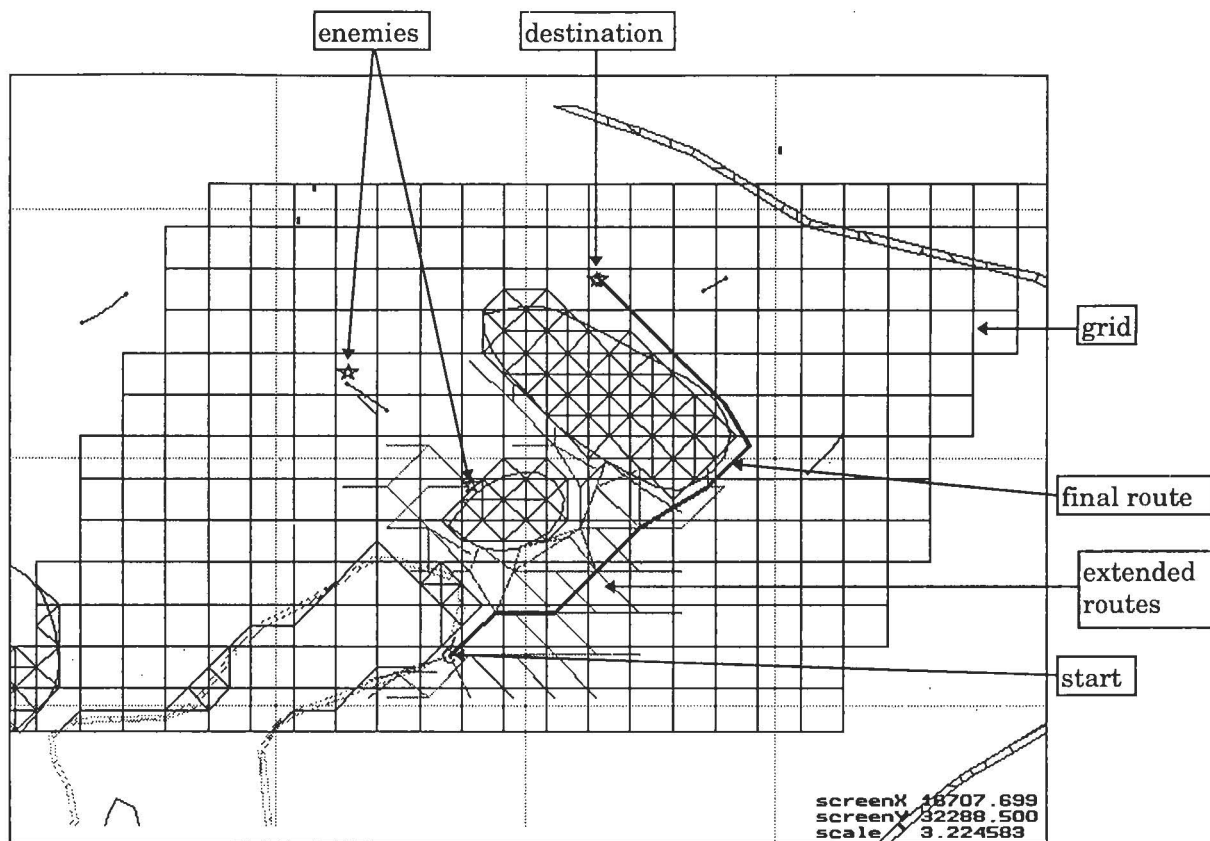 enemies
destination
grid
final route
extended
routes
start
screenX 18707.699
screenY 32288.500
scale 3.224583